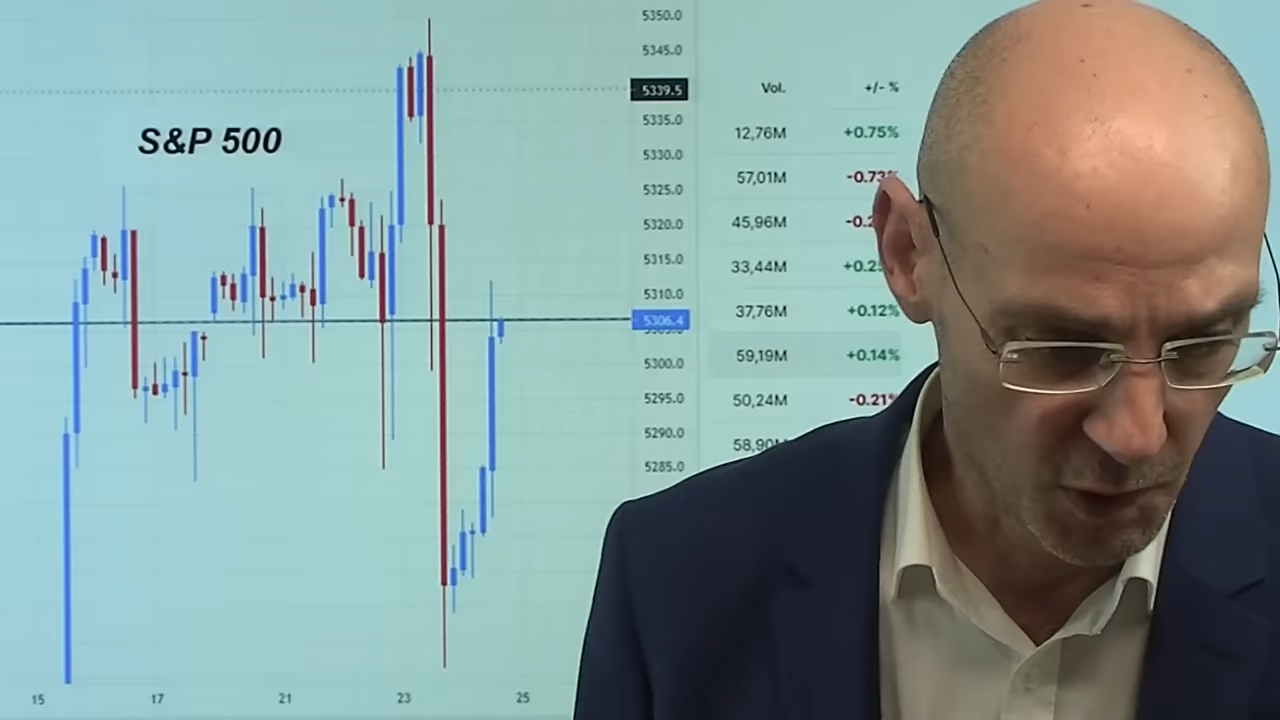 S&P 500
5350.0
5345.0
5339.5
5335.0
5330.0
5325.0
5320.0
5315.0
5310.0
5306.4
5300.0
5295.0
5290.0
5285.0
15 17 21 23 25
Vol. +/- %
12,76M +0.75%
57,01M
45,96M
33,44M
37,76M +0.12%
59,19M +0.14%
50,24M -0.21%
58,90M